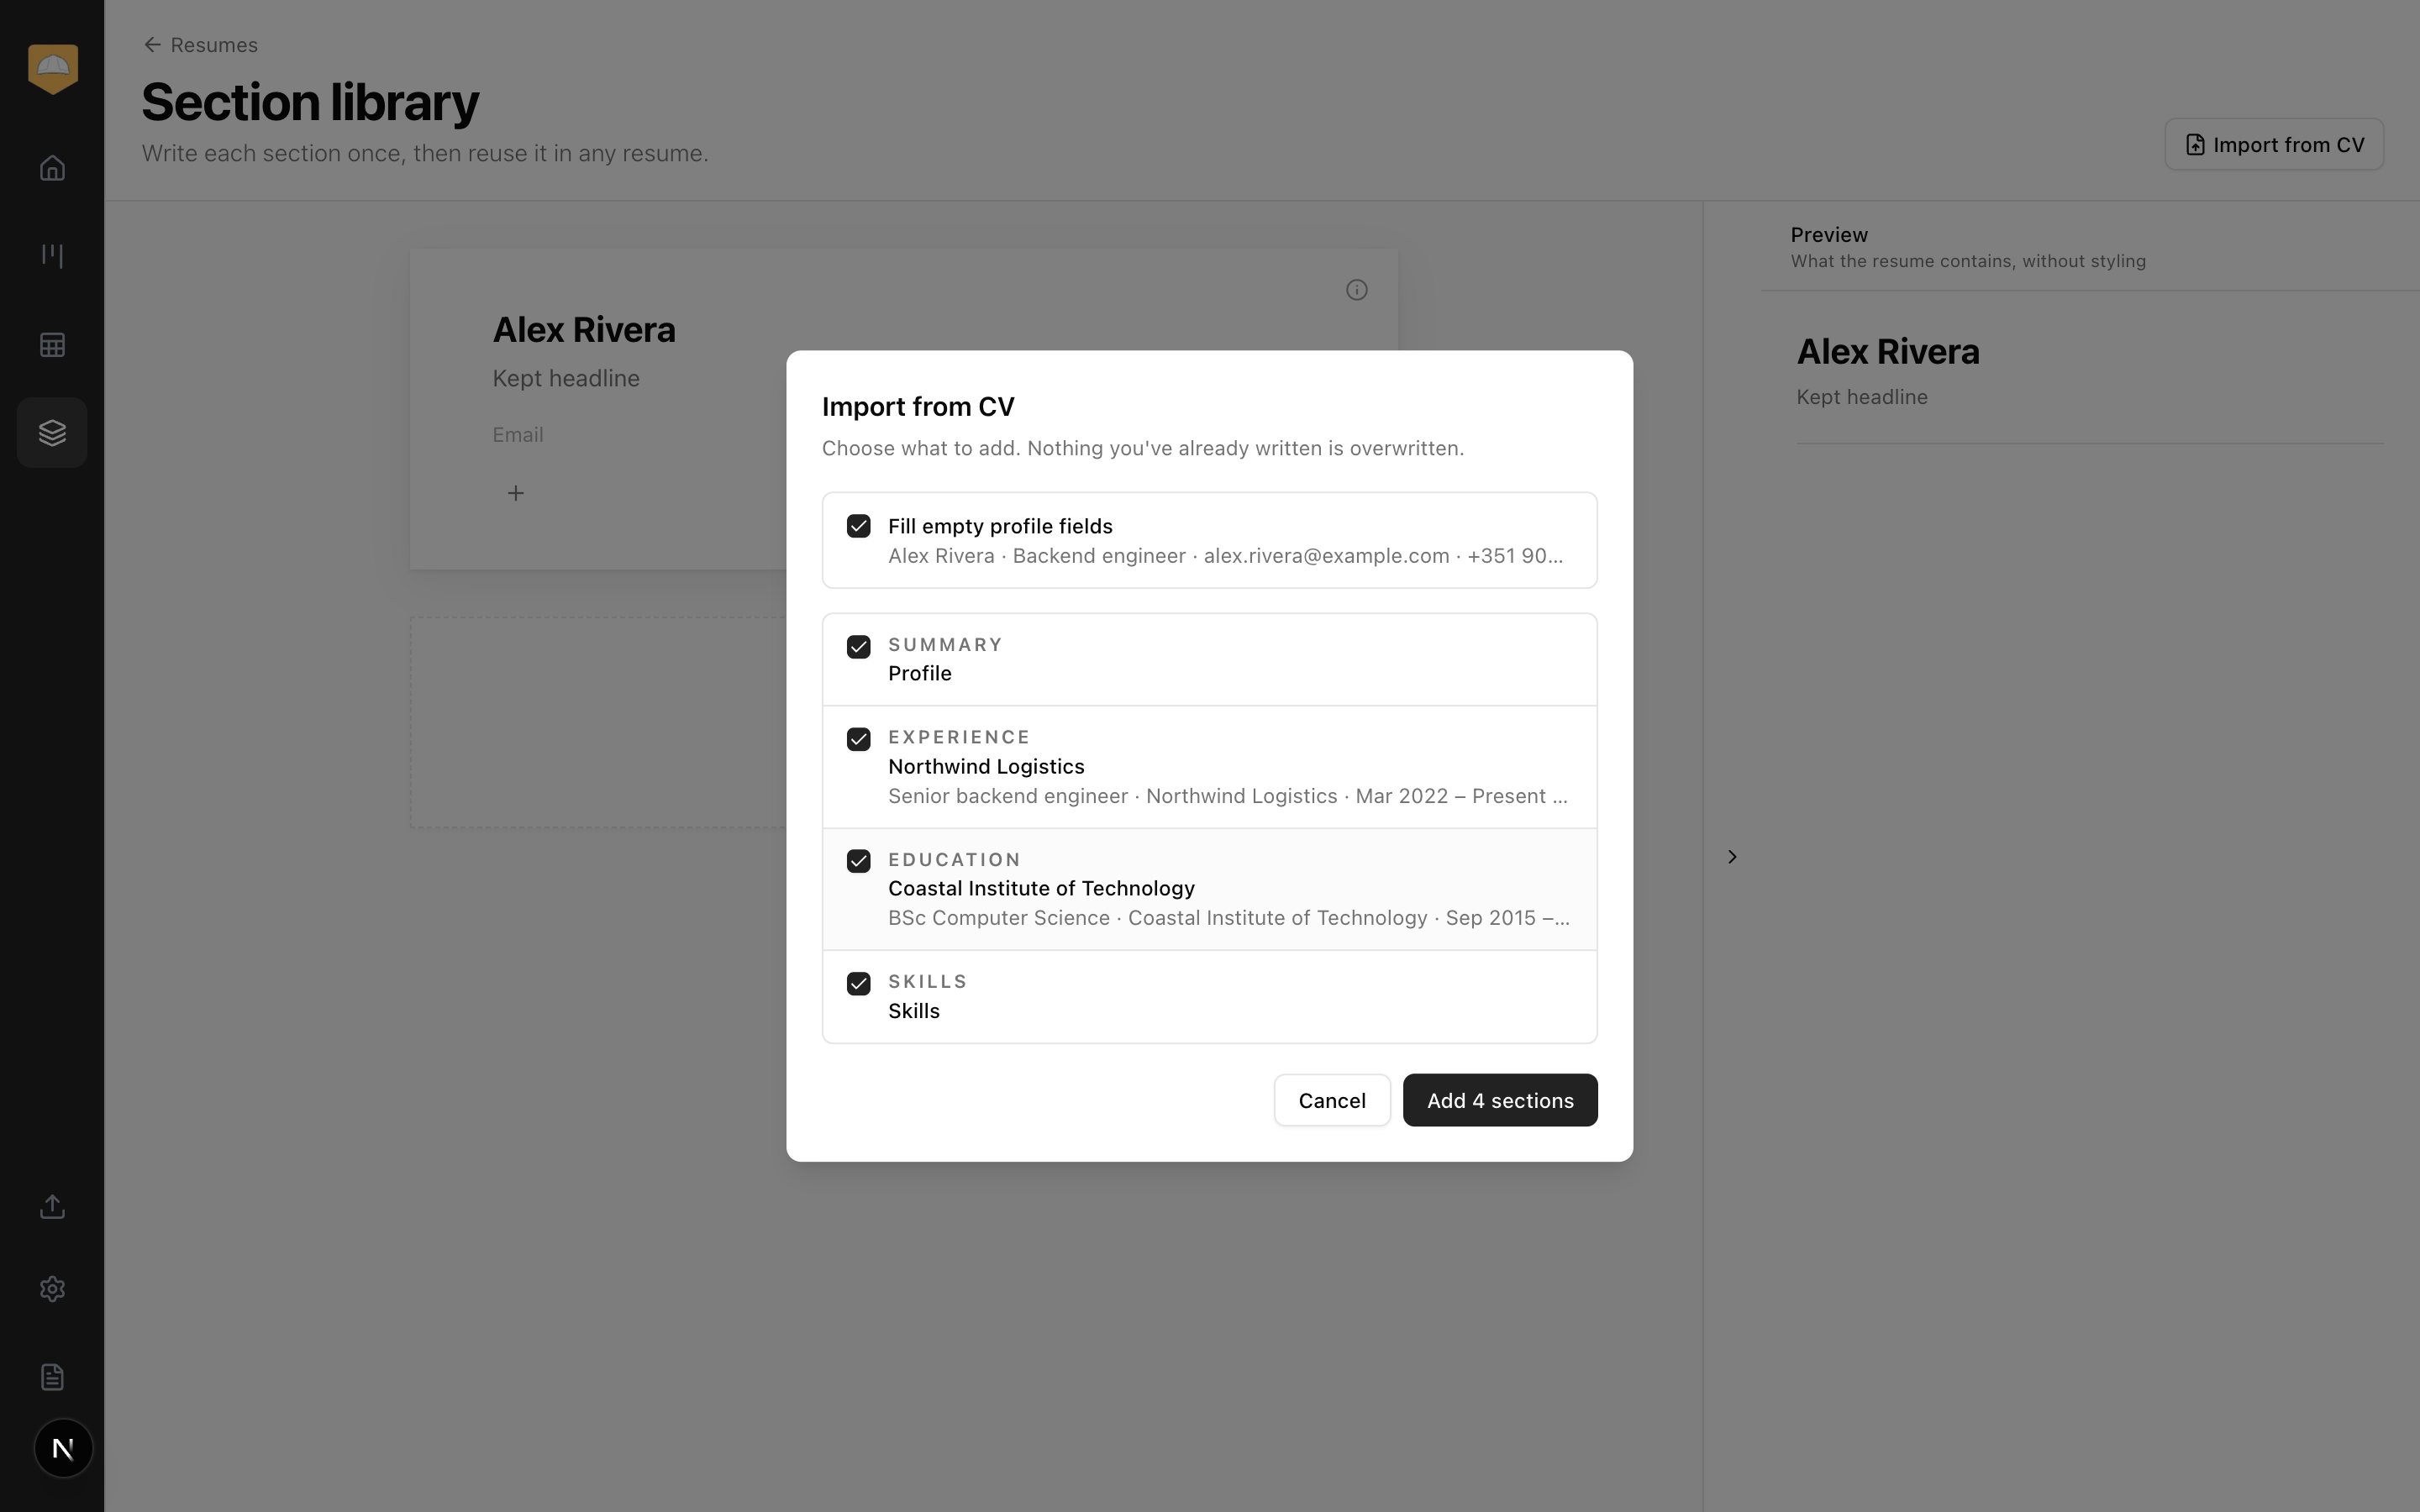 Resumes
Section library
Write each section once, then reuse it in any resume.
Import from CV
Alex Rivera
Kept headline
Email
Preview
What the resume contains, without styling
Alex Rivera
Kept headline
Import from CV
Choose what to add. Nothing you've already written is overwritten.
Fill empty profile fields
Alex Rivera · Backend engineer · alex.rivera@example.com · +351 90...
SUMMARY
Profile
EXPERIENCE
Northwind Logistics
Senior backend engineer · Northwind Logistics · Mar 2022 – Present ...
EDUCATION
Coastal Institute of Technology
BSc Computer Science · Coastal Institute of Technology · Sep 2015 –...
SKILLS
Skills
Cancel
Add 4 sections
N